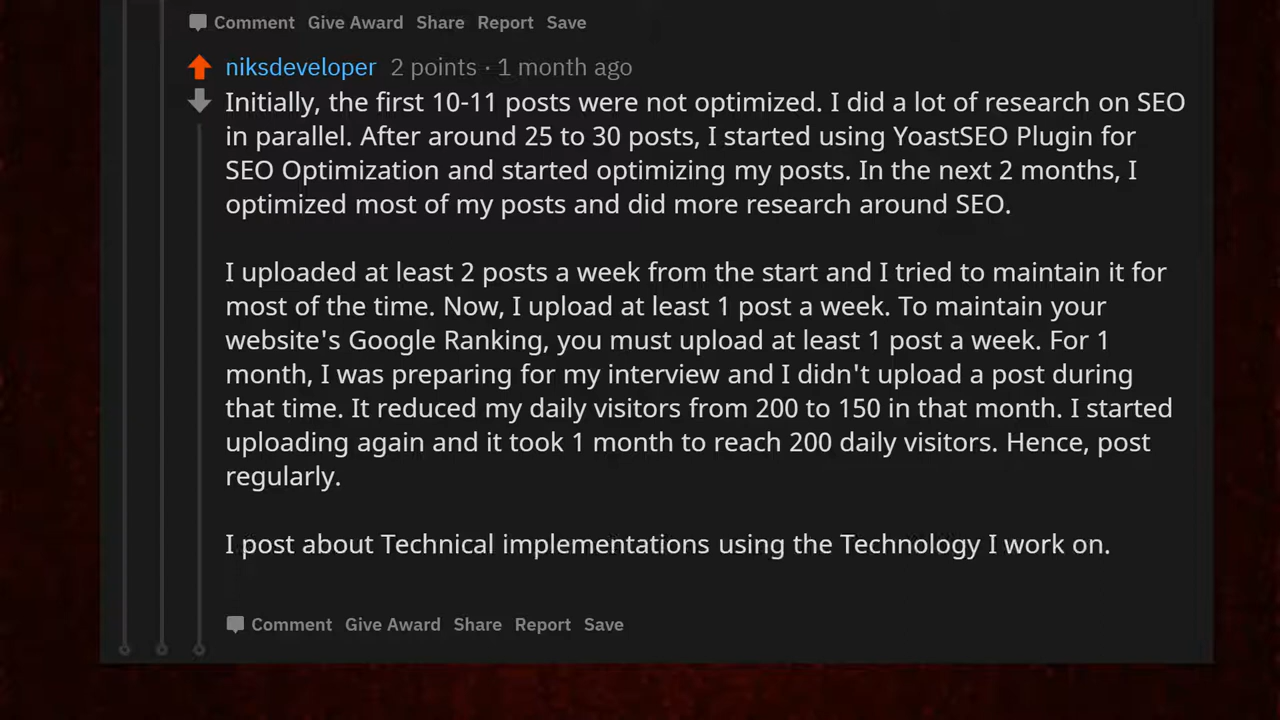 Comment Give Award Share Report Save
niksdeveloper 2 points · 1 month ago
Initially, the first 10-11 posts were not optimized. I did a lot of research on SEO
in parallel. After around 25 to 30 posts, I started using YoastSEO Plugin for
SEO Optimization and started optimizing my posts. In the next 2 months, I
optimized most of my posts and did more research around SEO.
I uploaded at least 2 posts a week from the start and I tried to maintain it for
most of the time. Now, I upload at least 1 post a week. To maintain your
website's Google Ranking, you must upload at least 1 post a week. For 1
month, I was preparing for my interview and I didn't upload a post during
that time. It reduced my daily visitors from 200 to 150 in that month. I started
uploading again and it took 1 month to reach 200 daily visitors. Hence, post
regularly.
I post about Technical implementations using the Technology I work on.
Comment Give Award Share Report Save